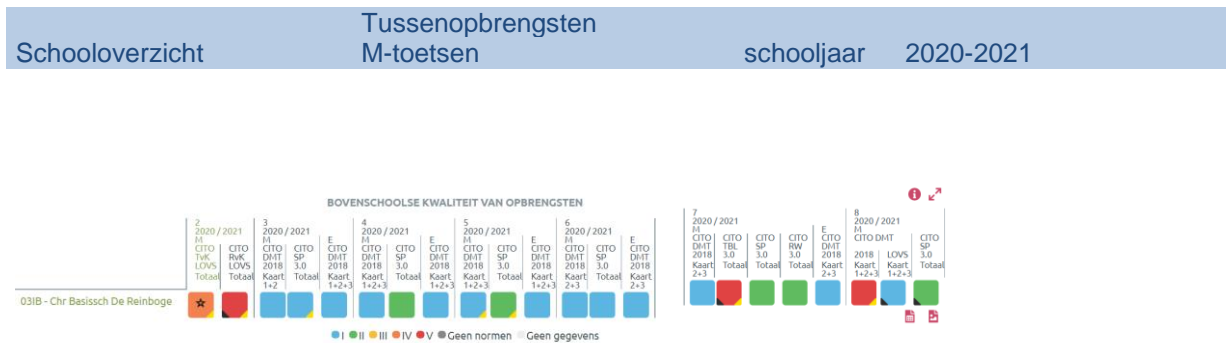 Tussenopbrengsten
Schooloverzicht M-toetsen schooljaar 2020-2021
BOVENSCHOOLSE KWALITEIT VAN OPBRENGSTEN
2 3 4 5 6 7 8
2020 / 2021 2020 / 2021 2020 / 2021 2020 / 2021 2020 / 2021 2020 / 2021 2020 / 2021
M M E M E M E M E M E M
CITO CITO CITO CITO CITO CITO CITO CITO CITO CITO CITO CITO CITO CITO CITO CITO CITO CITO CITO CITO DMT CITO
TvK RvK DMT SP DMT DMT SP DMT DMT SP DMT DMT SP DMT DMT TBL SP RW DMT SP
LOVS LOVS 2018 3.0 2018 2018 3.0 2018 2018 3.0 2018 2018 3.0 2018 2018 3.0 3.0 3.0 2018 2018 LOVS 3.0
Totaal Totaal Kaart Totaal Kaart Kaart Totaal Kaart Kaart Totaal Kaart Kaart Totaal Kaart Kaart Totaal Totaal Totaal Kaart Kaart Kaart Totaal
1+2 1+2+3 1+2+3 1+2+3 1+2+3 1+2+3 2+3 2+3 2+3 2+3 1+2+3 1+2+3
03IB - Chr Basissch De Reinboge
I II III IV V Geen normen Geen gegevens